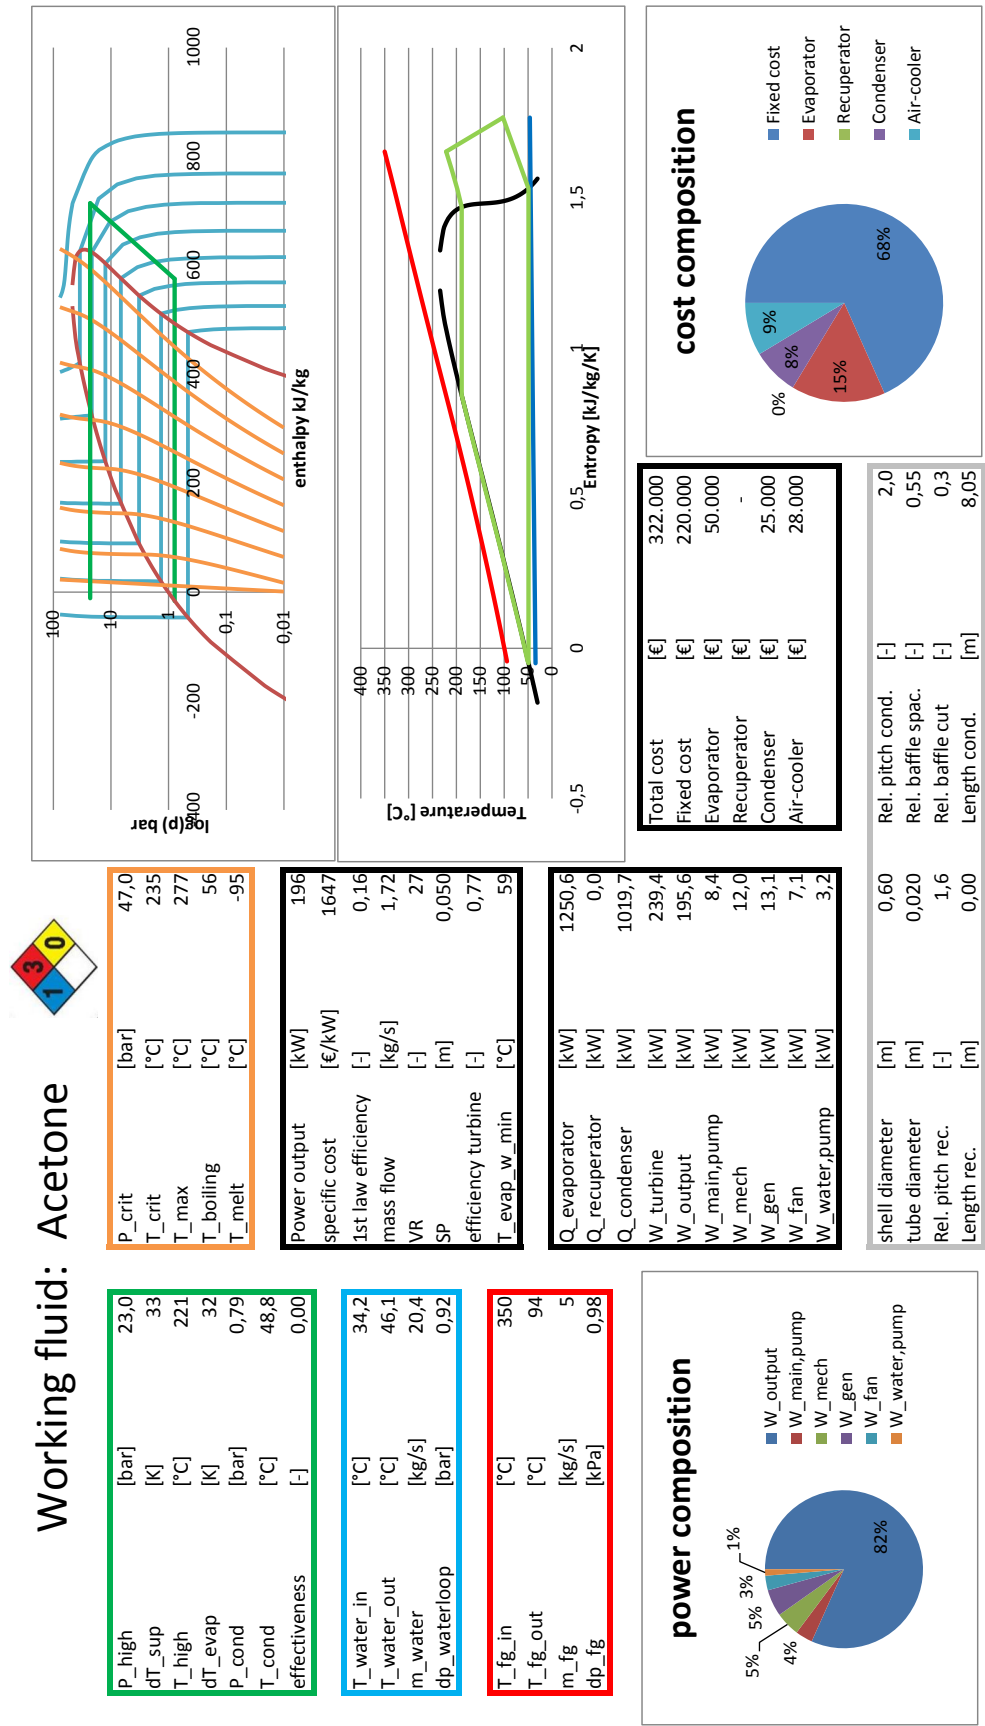 Working fluid: Acetone
1
3
0
P_high [bar] 23,0
dT_sup [K] 33
T_high [°C] 221
dT_evap [K] 32
P_cond [bar] 0,79
T_cond [°C] 48,8
effectiveness [-] 0,00
T_water_in [°C] 34,2
T_water_out [°C] 46,1
m_water [kg/s] 20,4
dp_waterloop [bar] 0,92
T_fg_in [°C] 350
T_fg_out [°C] 94
m_fg [kg/s] 5
dp_fg [kPa] 0,98
P_crit [bar] 47,0
T_crit [°C] 235
T_max [°C] 277
T_boiling [°C] 56
T_melt [°C] -95
Power output [kW] 196
specific cost [€/kW] 1647
1st law efficiency [-] 0,16
mass flow [kg/s] 1,72
VR [-] 27
SP [m] 0,050
efficiency turbine [-] 0,77
T_evap_w_min [°C] 59
Q_evaporator [kW] 1250,6
Q_recuperator [kW] 0,0
Q_condenser [kW] 1019,7
W_turbine [kW] 239,4
W_output [kW] 195,6
W_main,pump [kW] 8,4
W_mech [kW] 12,0
W_gen [kW] 13,1
W_fan [kW] 7,1
W_water,pump [kW] 3,2
log(p) bar
100
10
1
0,1
0,01
-400
-200
0
200
400
600
800
1000
enthalpy kJ/kg
Temperature [°C]
400
350
300
250
200
150
100
50
0
-0,5
0
0,5
1
1,5
2
Entropy [kJ/kg/K]
Total cost [€] 322.000
Fixed cost [€] 220.000
Evaporator [€] 50.000
Recuperator [€] -
Condenser [€] 25.000
Air-cooler [€] 28.000
power composition
82%
4%
5%
5%
3%
1%
W_output
W_main,pump
W_mech
W_gen
W_fan
W_water,pump
shell diameter [m] 0,60 Rel. pitch cond. [-] 2,0
tube diameter [m] 0,020 Rel. baffle spac. [-] 0,55
Rel. pitch rec. [-] 1,6 Rel. baffle cut [-] 0,3
Length rec. [m] 0,00 Length cond. [m] 8,05
cost composition
68%
15%
0%
8%
9%
Fixed cost
Evaporator
Recuperator
Condenser
Air-cooler